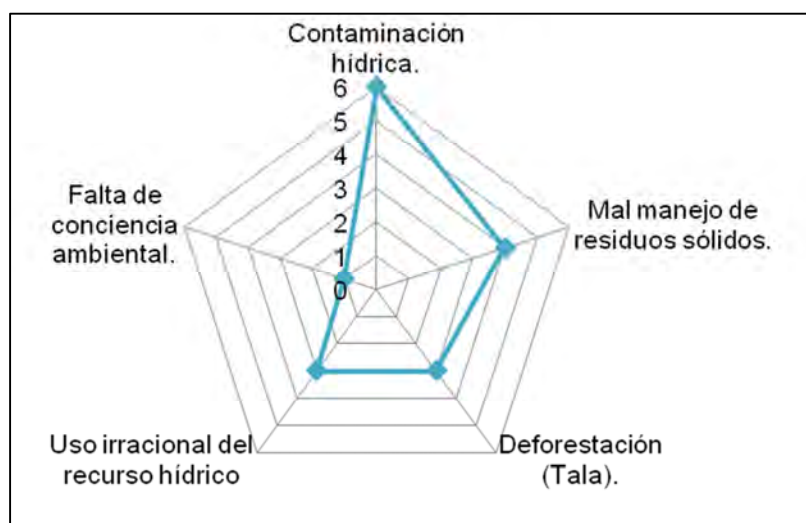 Contaminación
hídrica.
6
5
4
3
2
1
0
Mal manejo de
residuos sólidos.
Deforestación
(Tala).
Uso irracional del
recurso hídrico
Falta de
conciencia
ambiental.